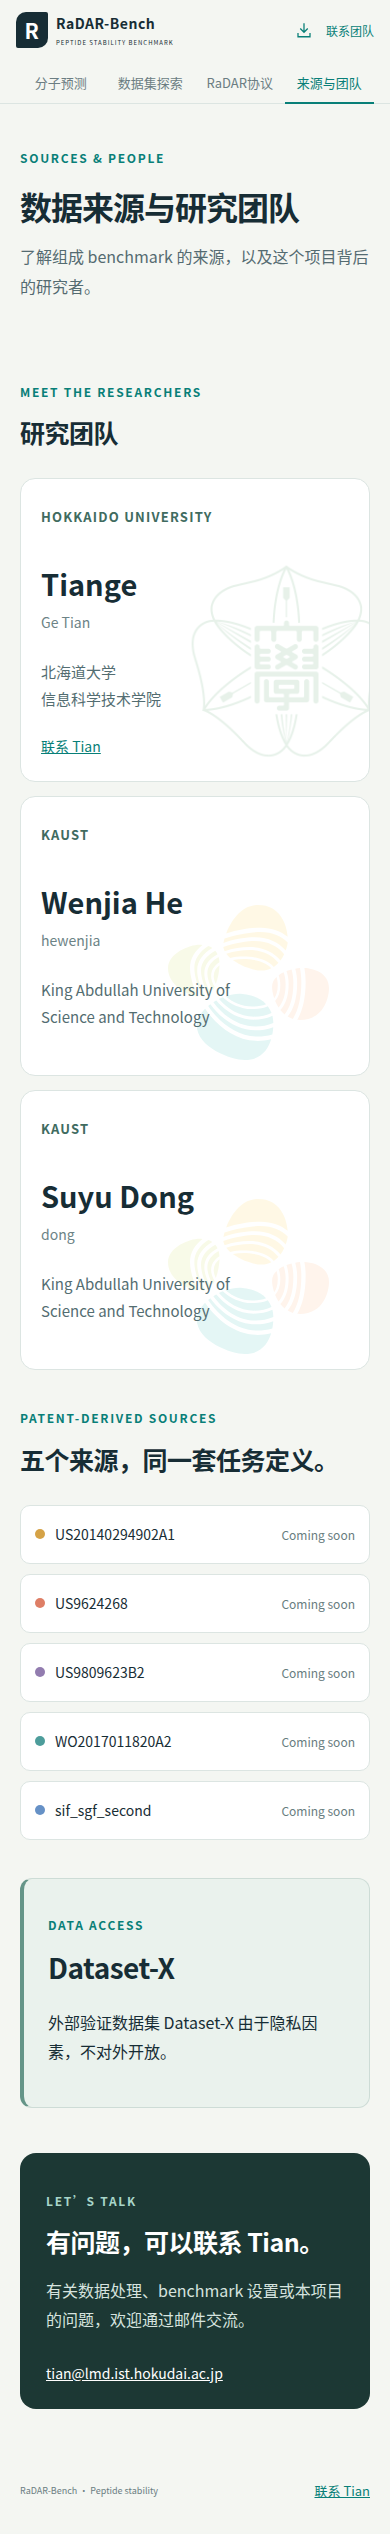 R
RaDAR-Bench
PEPTIDE STABILITY BENCHMARK
联系团队
分子预测
数据集探索
RaDAR协议
来源与团队
SOURCES & PEOPLE
数据来源与研究团队
了解组成 benchmark 的来源，以及这个项目背后
的研究者。
MEET THE RESEARCHERS
研究团队
HOKKAIDO UNIVERSITY
Tiange
Ge Tian
北海道大学
信息科学技术学院
联系 Tian
KAUST
Wenjia He
hewenjia
King Abdullah University of
Science and Technology
KAUST
Suyu Dong
dong
King Abdullah University of
Science and Technology
PATENT-DERIVED SOURCES
五个来源，同一套任务定义。
US20140294902A1
Coming soon
US9624268
Coming soon
US9809623B2
Coming soon
WO2017011820A2
Coming soon
sif_sgf_second
Coming soon
DATA ACCESS
Dataset-X
外部验证数据集 Dataset-X 由于隐私因
素，不对外开放。
LET’S TALK
有问题，可以联系 Tian。
有关数据处理、benchmark 设置或本项目
的问题，欢迎通过邮件交流。
tian@lmd.ist.hokudai.ac.jp
RaDAR-Bench · Peptide stability
联系 Tian